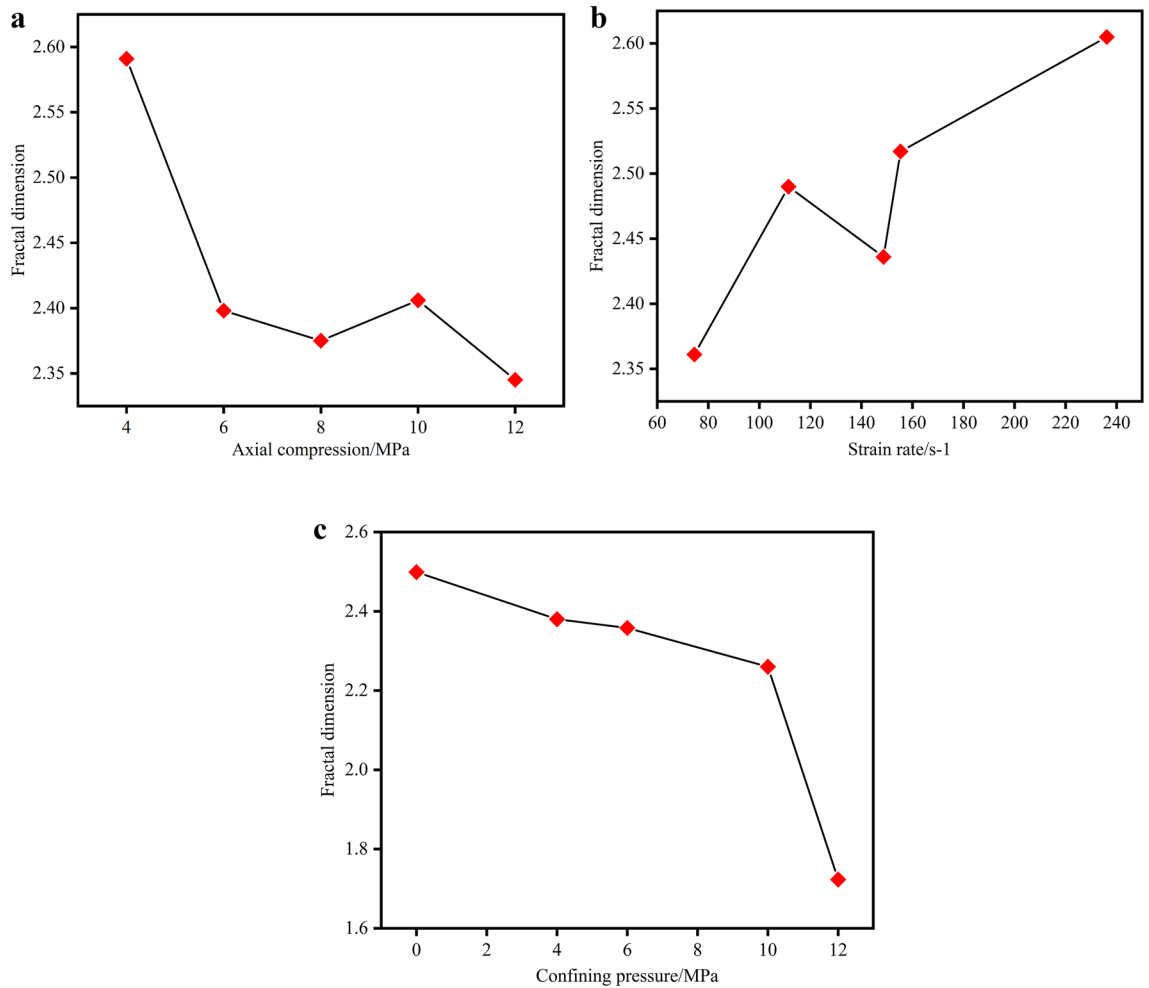 a
2.60
2.55
2.50
2.45
2.40
2.35
Fractal dimension
4 6 8 10 12
Axial compression/MPa
b
2.60
2.55
2.50
2.45
2.40
2.35
Fractal dimension
60 80 100 120 140 160 180 200 220 240
Strain rate/s-1
c
2.6
2.4
2.2
2.0
1.8
1.6
Fractal dimension
0 2 4 6 8 10 12
Confining pressure/MPa